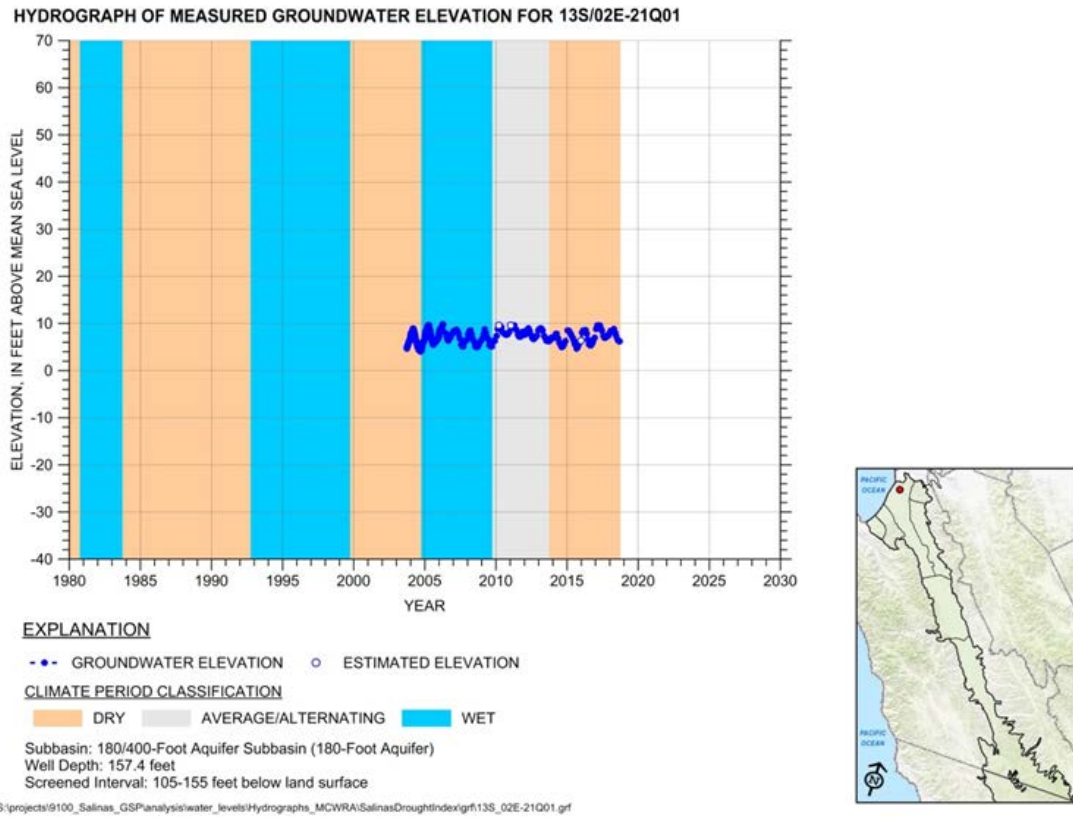 HYDROGRAPH OF MEASURED GROUNDWATER ELEVATION FOR 13S/02E-21Q01
ELEVATION, IN FEET ABOVE MEAN SEA LEVEL
70
60
50
40
30
20
10
0
-10
-20
-30
-40
1980 1985 1990 1995 2000 2005 2010 2015 2020 2025 2030
YEAR
PACIFIC
OCEAN
PACIFIC
OCEAN
N
EXPLANATION
GROUNDWATER ELEVATION ESTIMATED ELEVATION
CLIMATE PERIOD CLASSIFICATION
DRY AVERAGE/ALTERNATING WET
Subbasin: 180/400-Foot Aquifer Subbasin (180-Foot Aquifer)
Well Depth: 157.4 feet
Screened Interval: 105-155 feet below land surface
S:\projects\9100_Salinas_GSP\analysis\water_levels\Hydrographs_MCWRA\SalinasDroughtIndex\grf\13S_02E-21Q01.grf